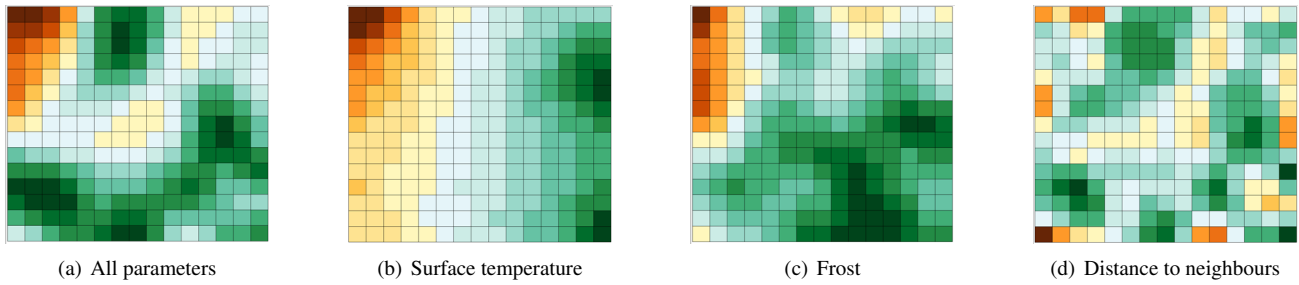 (a) All parameters
(b) Surface temperature
(c) Frost
(d) Distance to neighbours